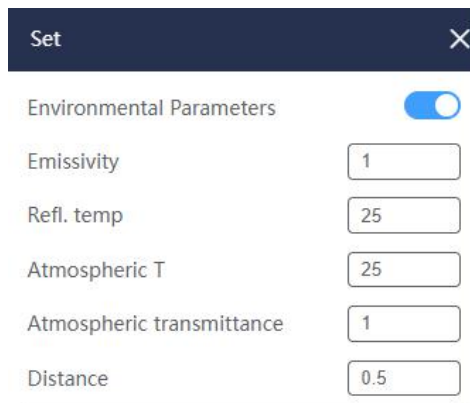 Set
Environmental Parameters
Emissivity 1
Refl. temp 25
Atmospheric T 25
Atmospheric transmittance 1
Distance 0.5